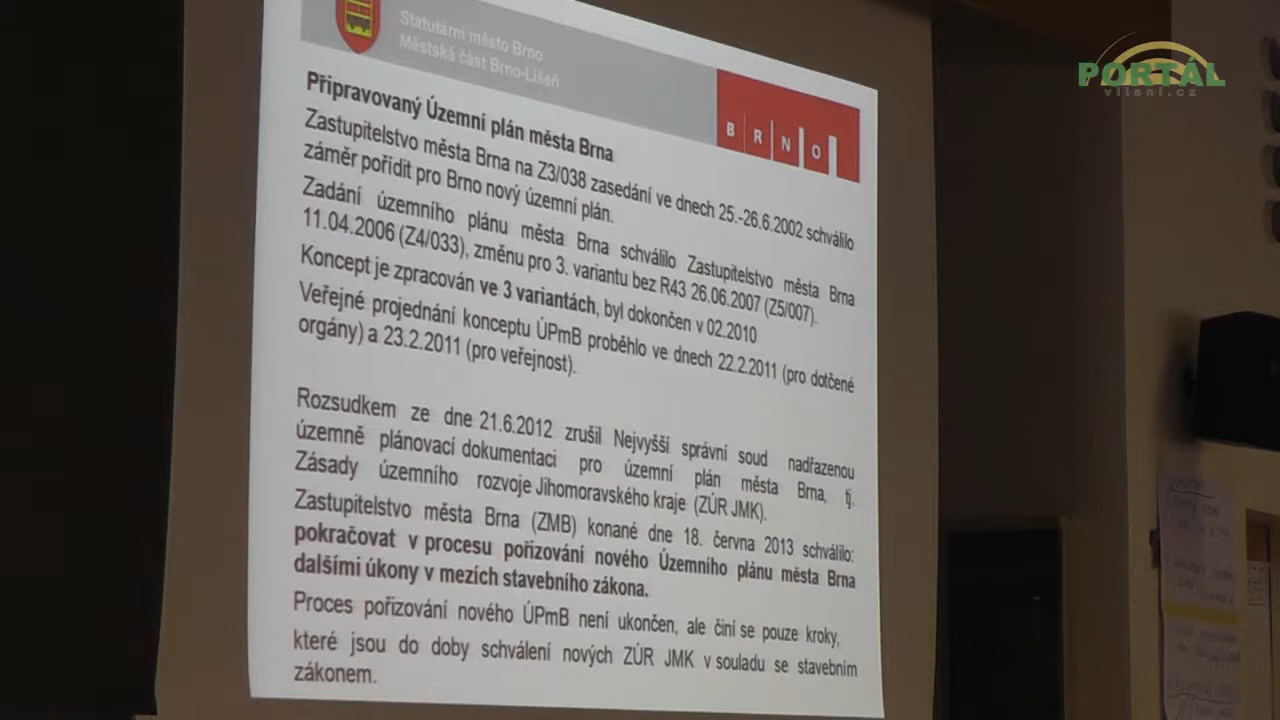 Statutární město Brno
Městská část Brno-Líšeň
BRNO
PORTÁL
vlisni.cz
Připravovaný Územní plán města Brna
Zastupitelstvo města Brna na Z3/038 zasedání ve dnech 25.-26.6.2002 schválilo
záměr pořídit pro Brno nový územní plán.
Zadání územního plánu města Brna schválilo Zastupitelstvo města Brna
11.04.2006 (Z4/033), změnu pro 3. variantu bez R43 26.06.2007 (Z5/007).
Koncept je zpracován ve 3 variantách, byl dokončen v 02.2010
Veřejné projednání konceptu ÚPmB proběhlo ve dnech 22.2.2011 (pro dotčené
orgány) a 23.2.2011 (pro veřejnost).
Rozsudkem ze dne 21.6.2012 zrušil Nejvyšší správní soud nadřazenou
územně plánovací dokumentaci pro územní plán města Brna, tj.
Zásady územního rozvoje Jihomoravského kraje (ZÚR JMK).
Zastupitelstvo města Brna (ZMB) konané dne 18. června 2013 schválilo:
pokračovat v procesu pořizování nového Územního plánu města Brna
dalšími úkony v mezích stavebního zákona.
Proces pořizování nového ÚPmB není ukončen, ale činí se pouze kroky,
které jsou do doby schválení nových ZÚR JMK v souladu se stavebním
zákonem.